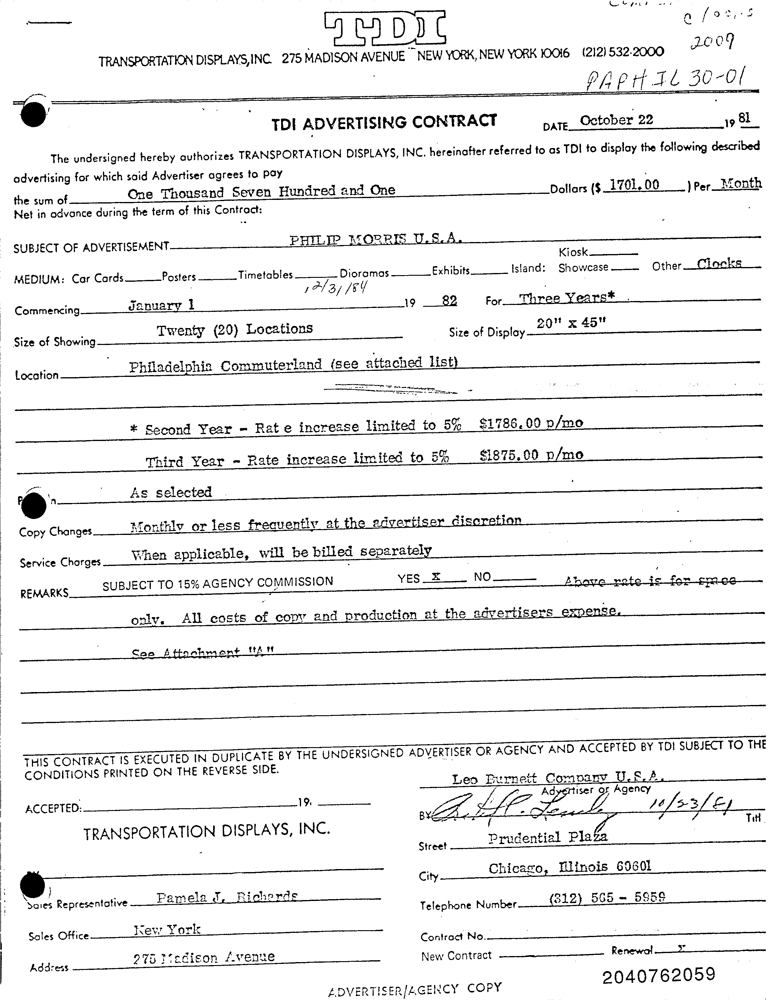 TDI
2009
TRANSPORTATION DISPLAYS, INC. 275 MADISON AVENUE NEW YORK, NEW YORK 10016 (212) 532-2000
PAPHIL 30-01
TDI ADVERTISING CONTRACT DATE October 22 19 81
The undersigned hereby authorizes TRANSPORTATION DISPLAYS, INC. hereinafter referred to as TDI to display the following described
advertising for which said Advertiser agrees to pay
the sum of One Thousand Seven Hundred and One Dollars ($ 1701.00 ) Per Month
Net in advance during the term of this Contract:
SUBJECT OF ADVERTISEMENT PHILIP MORRIS U.S.A.
Kiosk
MEDIUM: Car Cards Posters Timetables Dioramas Exhibits Island: Showcase Other Clocks
12/31/84
Commencing January 1 19 82 For Three Years*
Size of Showing Twenty (20) Locations Size of Display 20" x 45"
Location Philadelphia Commuterland (see attached list)
* Second Year - Rat e increase limited to 5% $1786.00 p/mo
Third Year - Rate increase limited to 5% $1875.00 p/mo
As selected
Copy Changes Monthly or less frequently at the advertiser discretion
Service Charges When applicable, will be billed separately
REMARKS SUBJECT TO 15% AGENCY COMMISSION YES X NO Above rate is for space
only. All costs of copy and production at the advertisers expense.
See Attachment "A"
THIS CONTRACT IS EXECUTED IN DUPLICATE BY THE UNDERSIGNED ADVERTISER OR AGENCY AND ACCEPTED BY TDI SUBJECT TO THE
CONDITIONS PRINTED ON THE REVERSE SIDE.
Leo Burnett Company U.S.A.
Advertiser or Agency
ACCEPTED: 19
BY 10/23/81 Titl
TRANSPORTATION DISPLAYS, INC.
Street Prudential Plaza
City Chicago, Illinois 60601
Sales Representative Pamela J. Richards
Telephone Number (312) 565 - 5959
Sales Office New York
Contract No.
New Contract Renewal X
Address 275 Madison Avenue
2040762059
ADVERTISER/AGENCY COPY